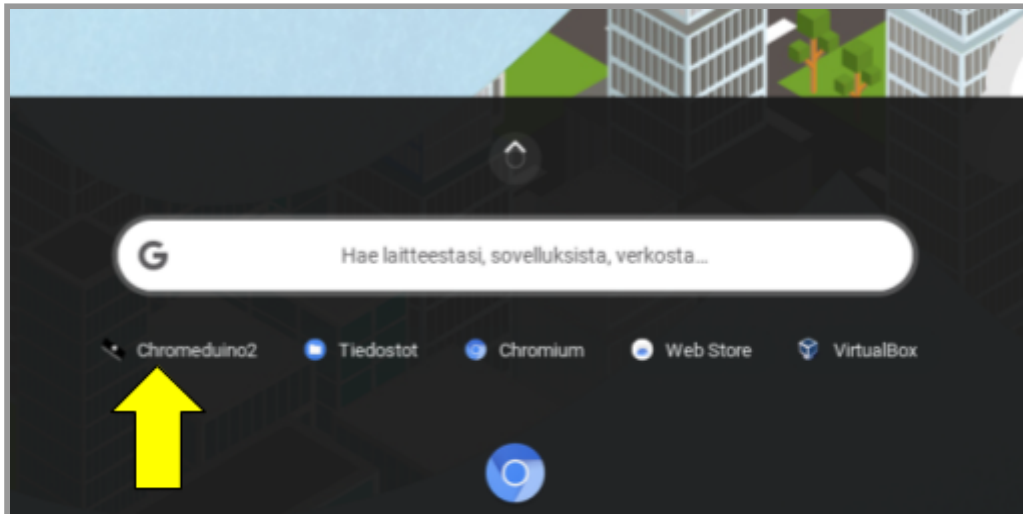 G
Hae laitteestasi, sovelluksista, verkosta...
Chromeduino2 Tiedostot Chromium Web Store VirtualBox